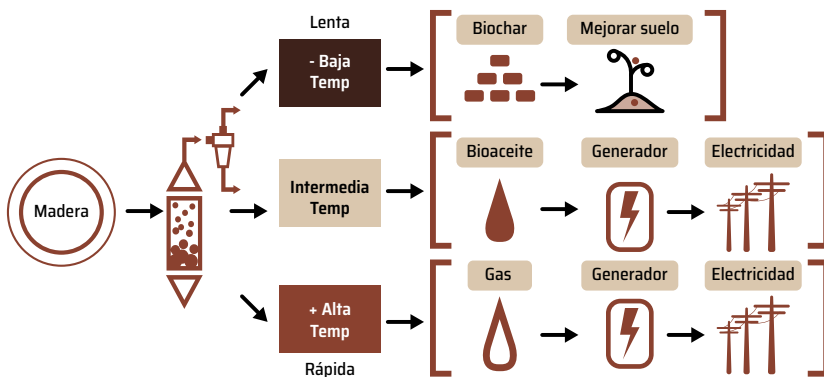 Lenta
- Baja
Temp
Biochar
Mejorar suelo
Madera
Intermedia
Temp
Bioaceite
Generador
Electricidad
+ Alta
Temp
Rápida
Gas
Generador
Electricidad